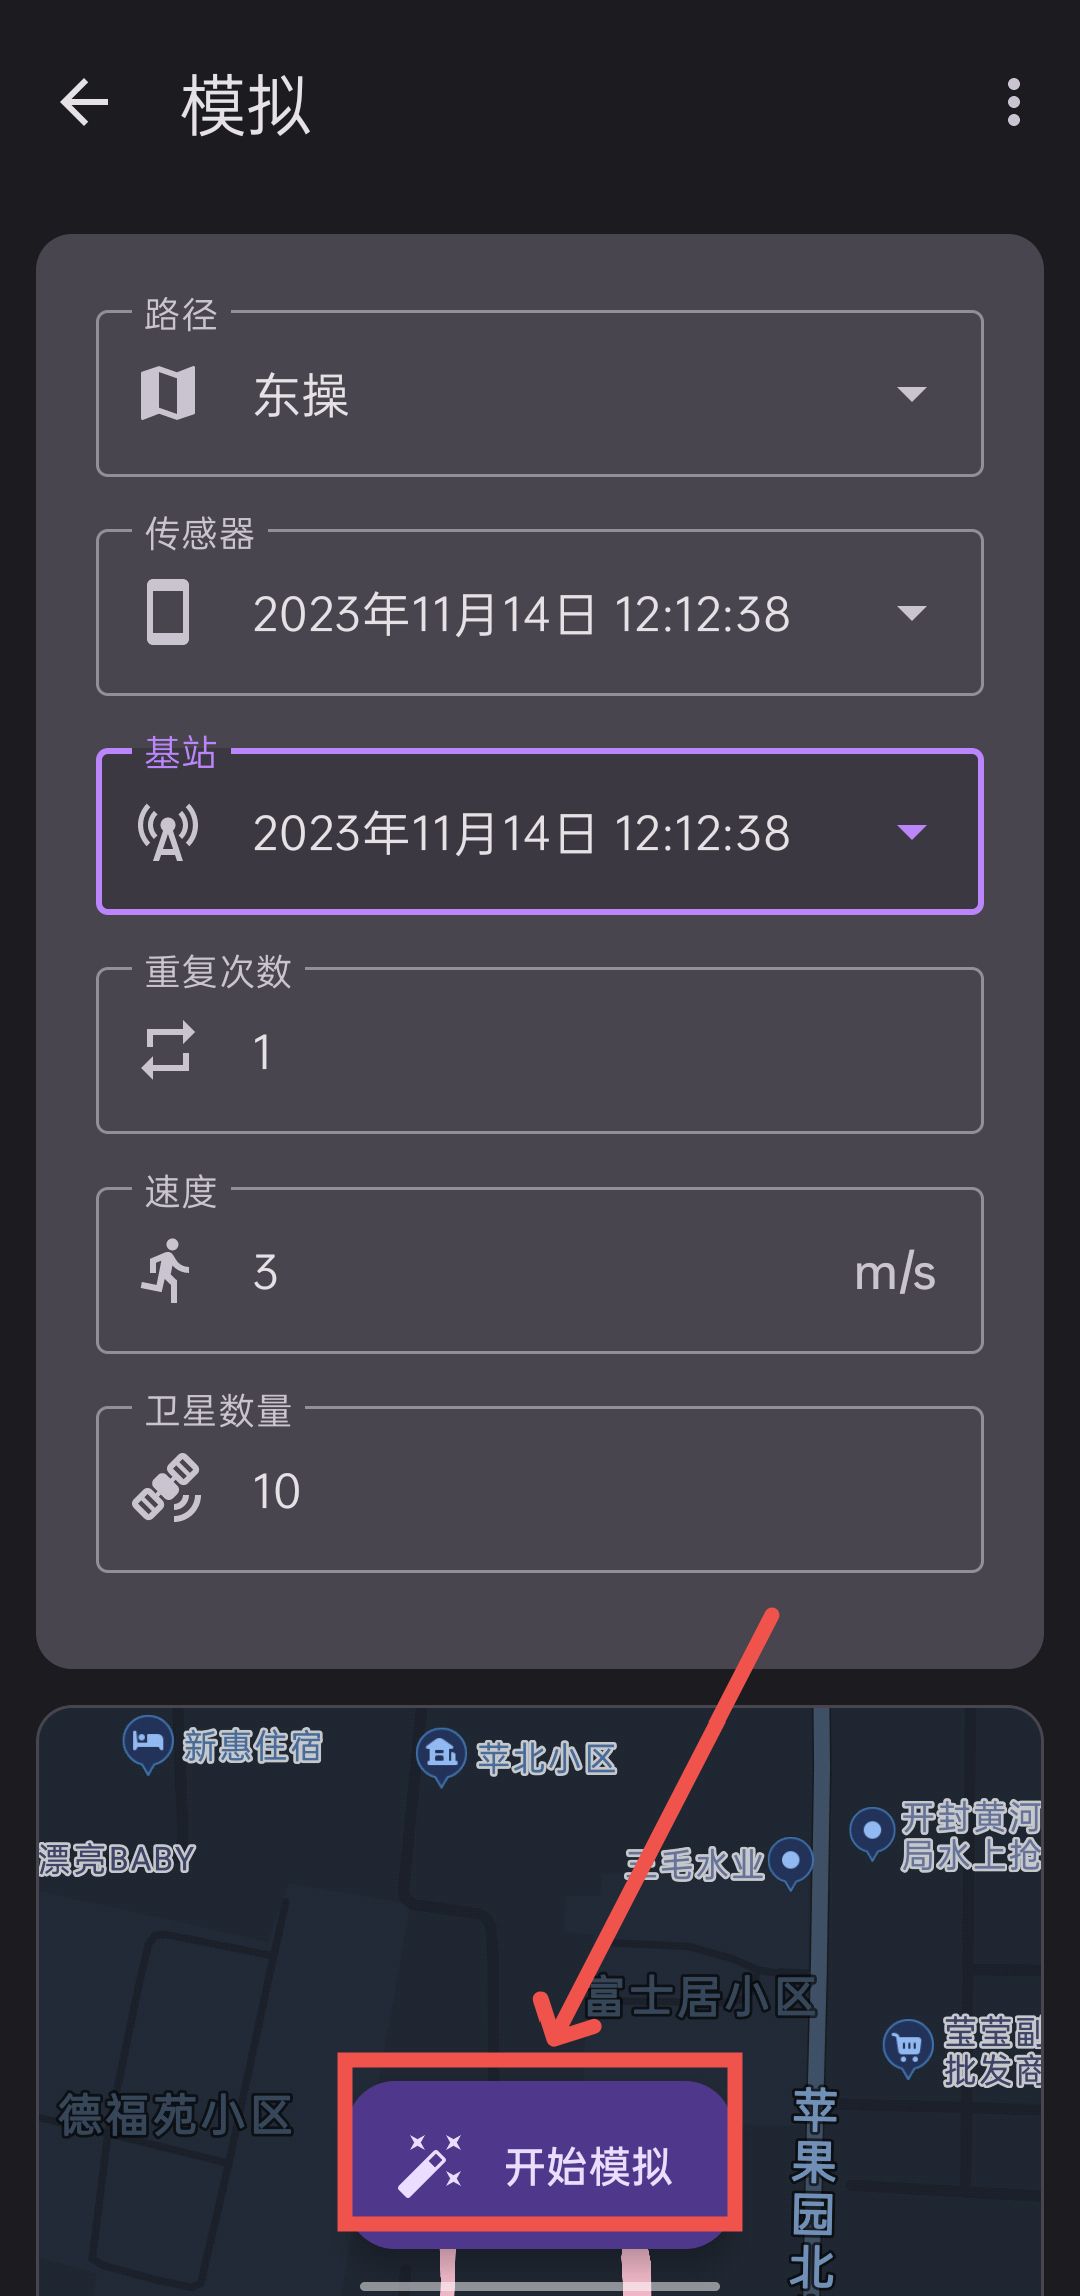 模拟
路径
东操
传感器
2023年11月14日 12:12:38
基站
2023年11月14日 12:12:38
重复次数
1
速度
3
m/s
卫星数量
10
新惠住宿
苹北小区
漂亮BABY
三毛水业
开封黄河
局水上抢
富士居小区
莹莹副
批发商
德福苑小区
苹果园北
开始模拟